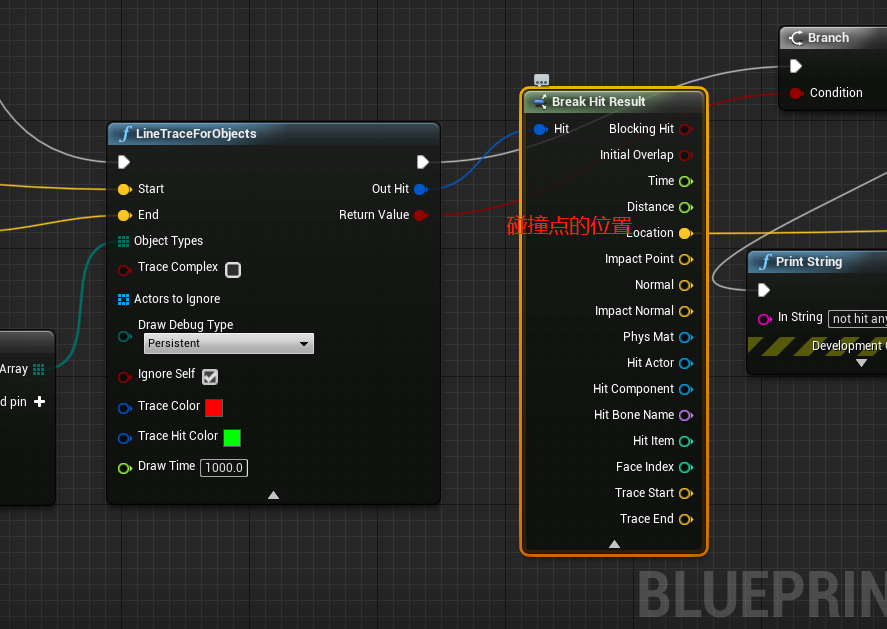 Branch
Condition
LineTraceForObjects
Start
End
Object Types
Trace Complex
Actors to Ignore
Draw Debug Type
Persistent
Ignore Self
Trace Color
Trace Hit Color
Draw Time 1000.0
Out Hit
Return Value
Array
d pin
Break Hit Result
Hit
Blocking Hit
Initial Overlap
Time
Distance
碰撞点的位置
Location
Impact Point
Normal
Impact Normal
Phys Mat
Hit Actor
Hit Component
Hit Bone Name
Hit Item
Face Index
Trace Start
Trace End
Print String
In String not hit any
Development
BLUEPRIN